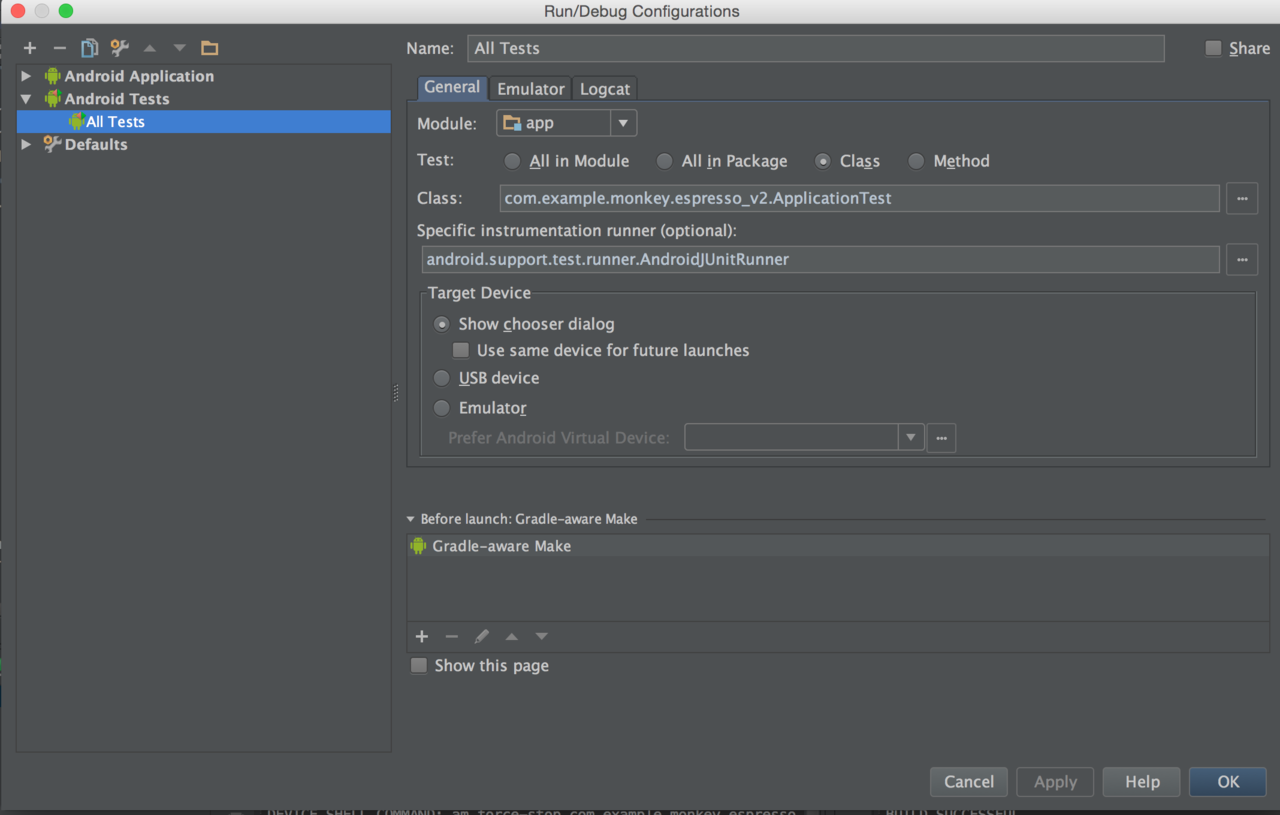 Run/Debug Configurations
Name: All Tests Share
Android Application
Android Tests
All Tests
Defaults
General Emulator Logcat
Module: app
Test: All in Module All in Package Class Method
Class: com.example.monkey.espresso_v2.ApplicationTest ...
Specific instrumentation runner (optional):
android.support.test.runner.AndroidJUnitRunner ...
Target Device
Show chooser dialog
Use same device for future launches
USB device
Emulator
Prefer Android Virtual Device: ...
Before launch: Gradle-aware Make
Gradle-aware Make
Show this page
Cancel Apply Help OK
DEVICE SHELL COMMAND: am force-stop com.example.monkey.espresso BUILD SUCCESSFUL